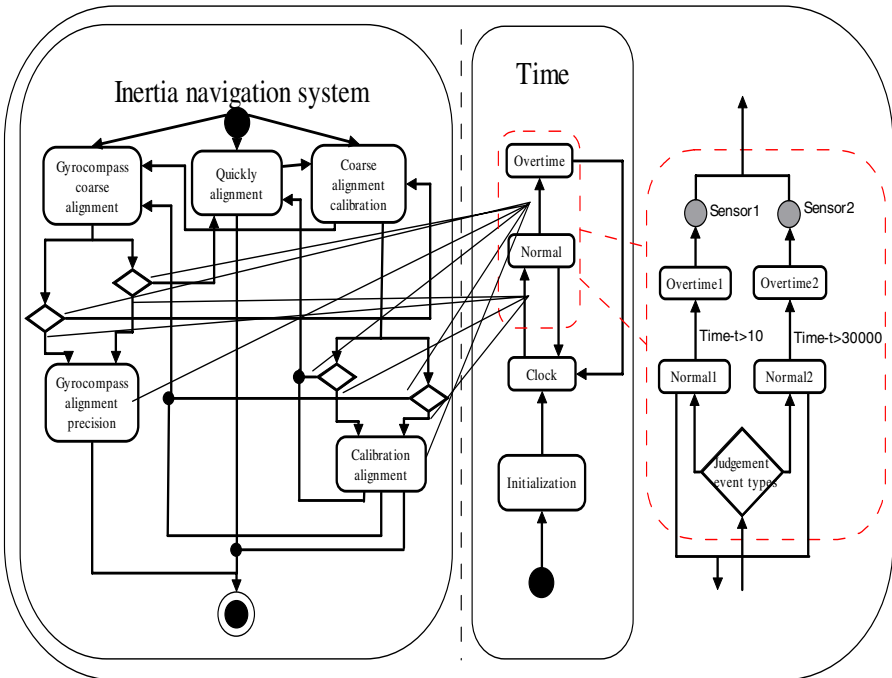 Inertia navigation system
Gyrocompass
coarse
alignment
Quickly
alignment
Coarse
alignment
calibration
Gyrocompass
alignment
precision
Calibration
alignment
Time
Overtime
Normal
Clock
Initialization
Sensor1
Sensor2
Overtime1
Overtime2
Time-t>10
Time-t>30000
Normal1
Normal2
Judgement
event types